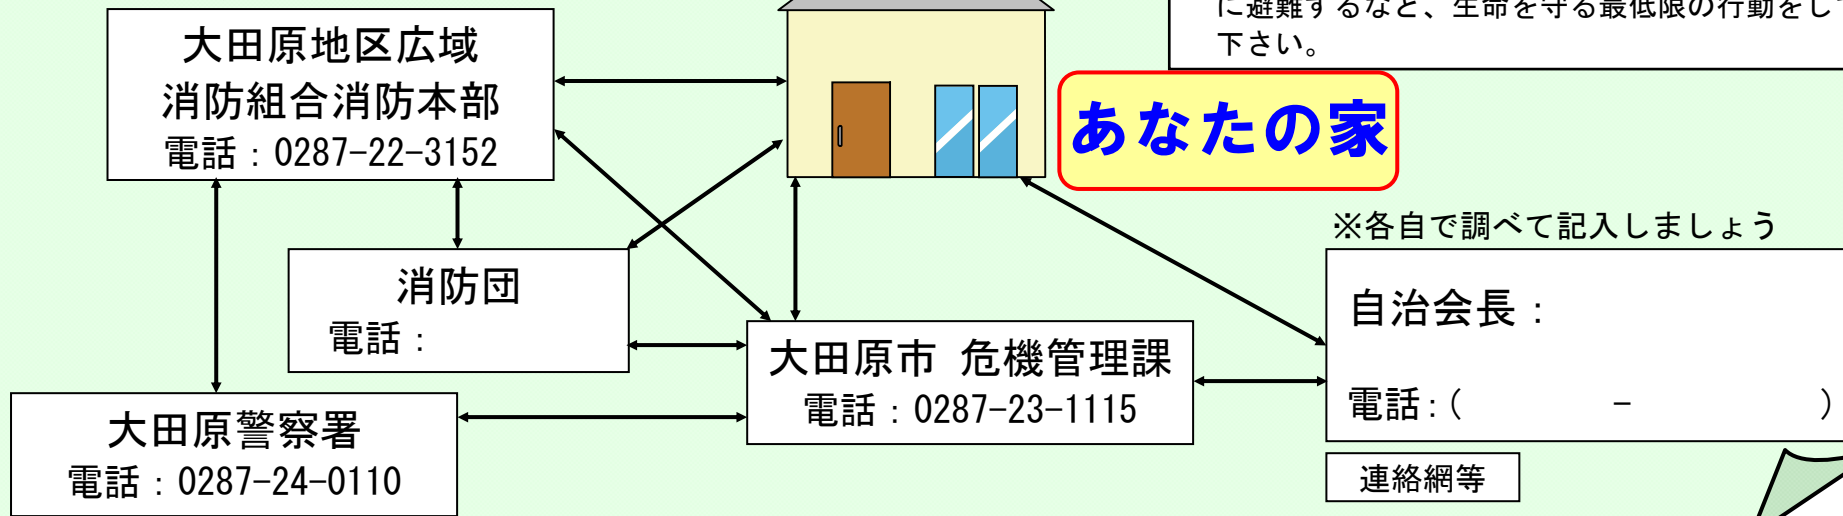 に避難するなど、生命を守る最低限の行動をして
下さい。
大田原地区広域
消防組合消防本部
電話：0287-22-3152
あなたの家
※各自で調べて記入しましょう
消防団
電話：
自治会長：
電話：(　　　－　　　)
大田原市 危機管理課
電話：0287-23-1115
大田原警察署
電話：0287-24-0110
連絡網等